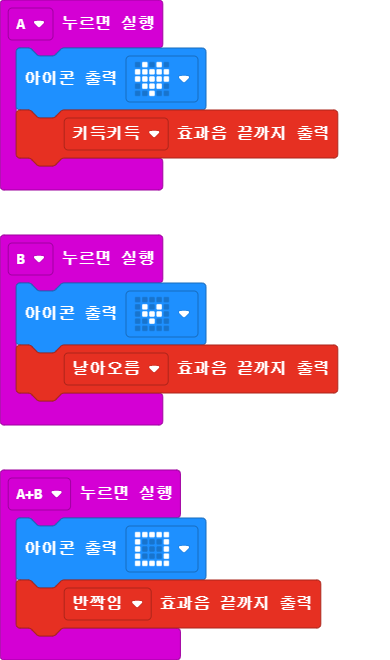 A 누르면 실행
아이콘 출력
키득키득 효과음 끝까지 출력
B 누르면 실행
아이콘 출력
날아오름 효과음 끝까지 출력
A+B 누르면 실행
아이콘 출력
반짝임 효과음 끝까지 출력